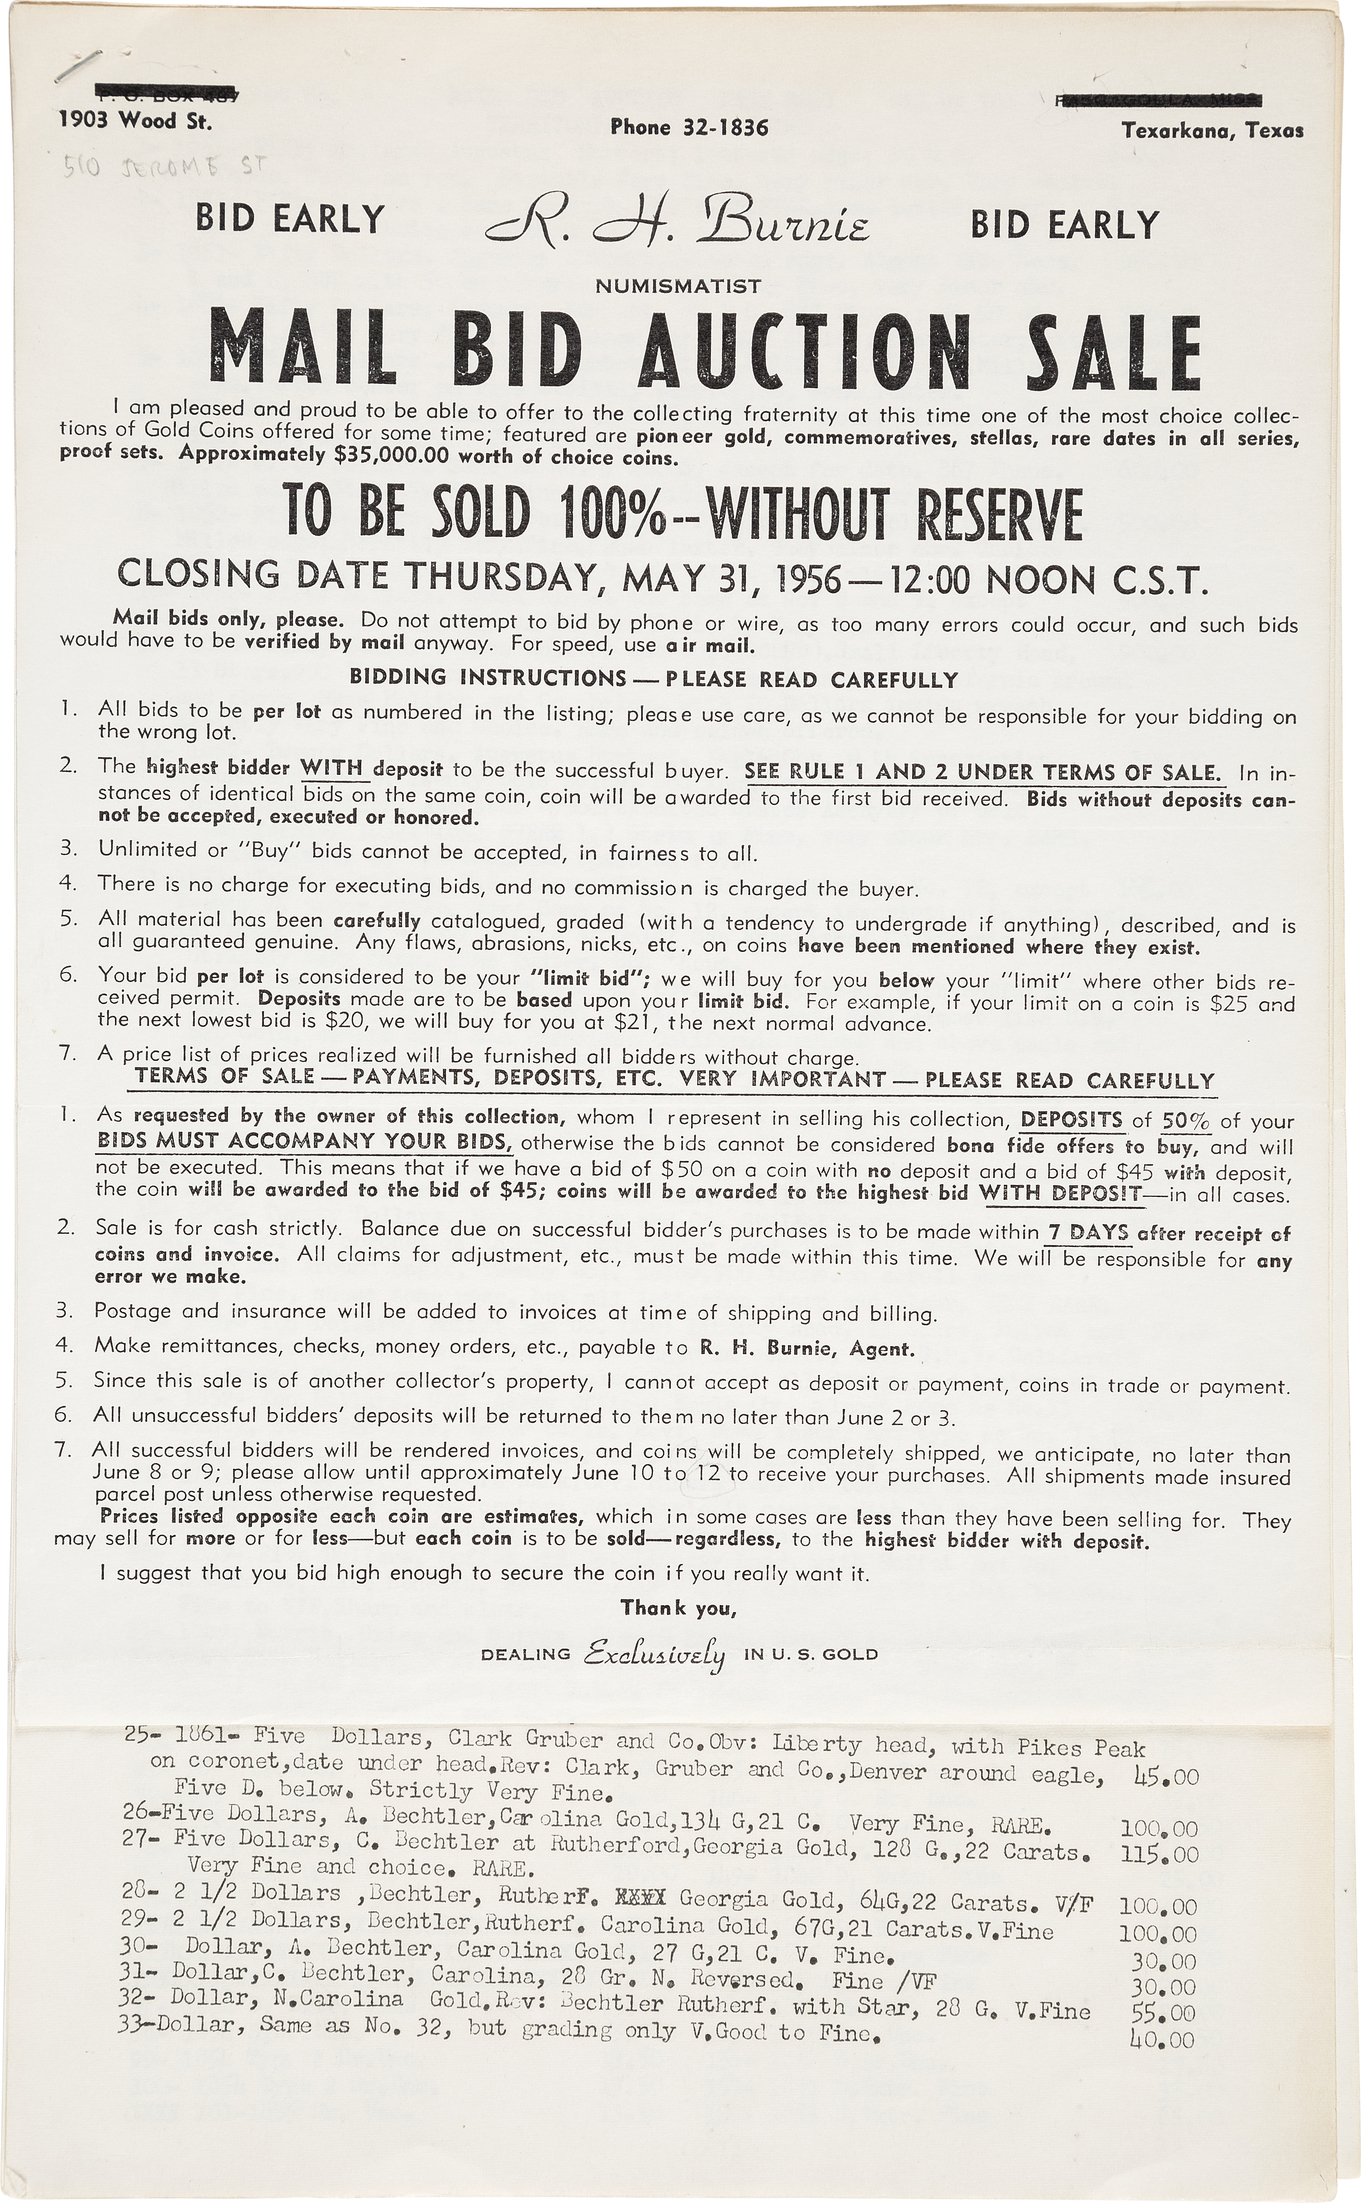 P. O. BOX 487
PASCAGOULA, MISS.
1903 Wood St.
Phone 32-1836
Texarkana, Texas
510 JEROME ST
BID EARLY
R. H. Burnie
BID EARLY
NUMISMATIST
MAIL BID AUCTION SALE
I am pleased and proud to be able to offer to the collecting fraternity at this time one of the most choice collec-
tions of Gold Coins offered for some time; featured are pioneer gold, commemoratives, stellas, rare dates in all series,
proof sets. Approximately $35,000.00 worth of choice coins.
TO BE SOLD 100%--WITHOUT RESERVE
CLOSING DATE THURSDAY, MAY 31, 1956—12:00 NOON C.S.T.
Mail bids only, please. Do not attempt to bid by phone or wire, as too many errors could occur, and such bids
would have to be verified by mail anyway. For speed, use air mail.
BIDDING INSTRUCTIONS — PLEASE READ CAREFULLY
1. All bids to be per lot as numbered in the listing; please use care, as we cannot be responsible for your bidding on
the wrong lot.
2. The highest bidder WITH deposit to be the successful buyer. SEE RULE 1 AND 2 UNDER TERMS OF SALE. In in-
stances of identical bids on the same coin, coin will be awarded to the first bid received. Bids without deposits can-
not be accepted, executed or honored.
3. Unlimited or "Buy" bids cannot be accepted, in fairness to all.
4. There is no charge for executing bids, and no commission is charged the buyer.
5. All material has been carefully catalogued, graded (with a tendency to undergrade if anything), described, and is
all guaranteed genuine. Any flaws, abrasions, nicks, etc., on coins have been mentioned where they exist.
6. Your bid per lot is considered to be your "limit bid"; we will buy for you below your "limit" where other bids re-
ceived permit. Deposits made are to be based upon your limit bid. For example, if your limit on a coin is $25 and
the next lowest bid is $20, we will buy for you at $21, the next normal advance.
7. A price list of prices realized will be furnished all bidders without charge.
TERMS OF SALE — PAYMENTS, DEPOSITS, ETC. VERY IMPORTANT — PLEASE READ CAREFULLY
1. As requested by the owner of this collection, whom I represent in selling his collection, DEPOSITS of 50% of your
BIDS MUST ACCOMPANY YOUR BIDS, otherwise the bids cannot be considered bona fide offers to buy, and will
not be executed. This means that if we have a bid of $50 on a coin with no deposit and a bid of $45 with deposit,
the coin will be awarded to the bid of $45; coins will be awarded to the highest bid WITH DEPOSIT—in all cases.
2. Sale is for cash strictly. Balance due on successful bidder's purchases is to be made within 7 DAYS after receipt of
coins and invoice. All claims for adjustment, etc., must be made within this time. We will be responsible for any
error we make.
3. Postage and insurance will be added to invoices at time of shipping and billing.
4. Make remittances, checks, money orders, etc., payable to R. H. Burnie, Agent.
5. Since this sale is of another collector's property, I cannot accept as deposit or payment, coins in trade or payment.
6. All unsuccessful bidders' deposits will be returned to them no later than June 2 or 3.
7. All successful bidders will be rendered invoices, and coins will be completely shipped, we anticipate, no later than
June 8 or 9; please allow until approximately June 10 to 12 to receive your purchases. All shipments made insured
parcel post unless otherwise requested.
Prices listed opposite each coin are estimates, which in some cases are less than they have been selling for. They
may sell for more or for less—but each coin is to be sold—regardless, to the highest bidder with deposit.
I suggest that you bid high enough to secure the coin if you really want it.
Thank you,
DEALING Exclusively IN U. S. GOLD
25- 1861- Five Dollars, Clark Gruber and Co.Obv: Liberty head, with Pikes Peak
on coronet,date under head.Rev: Clark, Gruber and Co.,Denver around eagle, 45.00
Five D. below. Strictly Very Fine.
26-Five Dollars, A. Bechtler,Carolina Gold,134 G,21 C. Very Fine, RARE. 100.00
27- Five Dollars, C. Bechtler at Rutherford,Georgia Gold, 128 G.,22 Carats. 115.00
Very Fine and choice. RARE.
28- 2 1/2 Dollars ,Bechtler, Rutherf. XXXX Georgia Gold, 64G,22 Carats. V/F 100.00
29- 2 1/2 Dollars, Bechtler,Rutherf. Carolina Gold, 67G,21 Carats.V.Fine 100.00
30- Dollar, A. Bechtler, Carolina Gold, 27 G,21 C. V. Fine. 30.00
31- Dollar,C. Bechtler, Carolina, 28 Gr. N. Reversed. Fine /VF 30.00
32- Dollar, N.Carolina Gold.Rev: Bechtler Rutherf. with Star, 28 G. V.Fine 55.00
33-Dollar, Same as No. 32, but grading only V.Good to Fine. 40.00